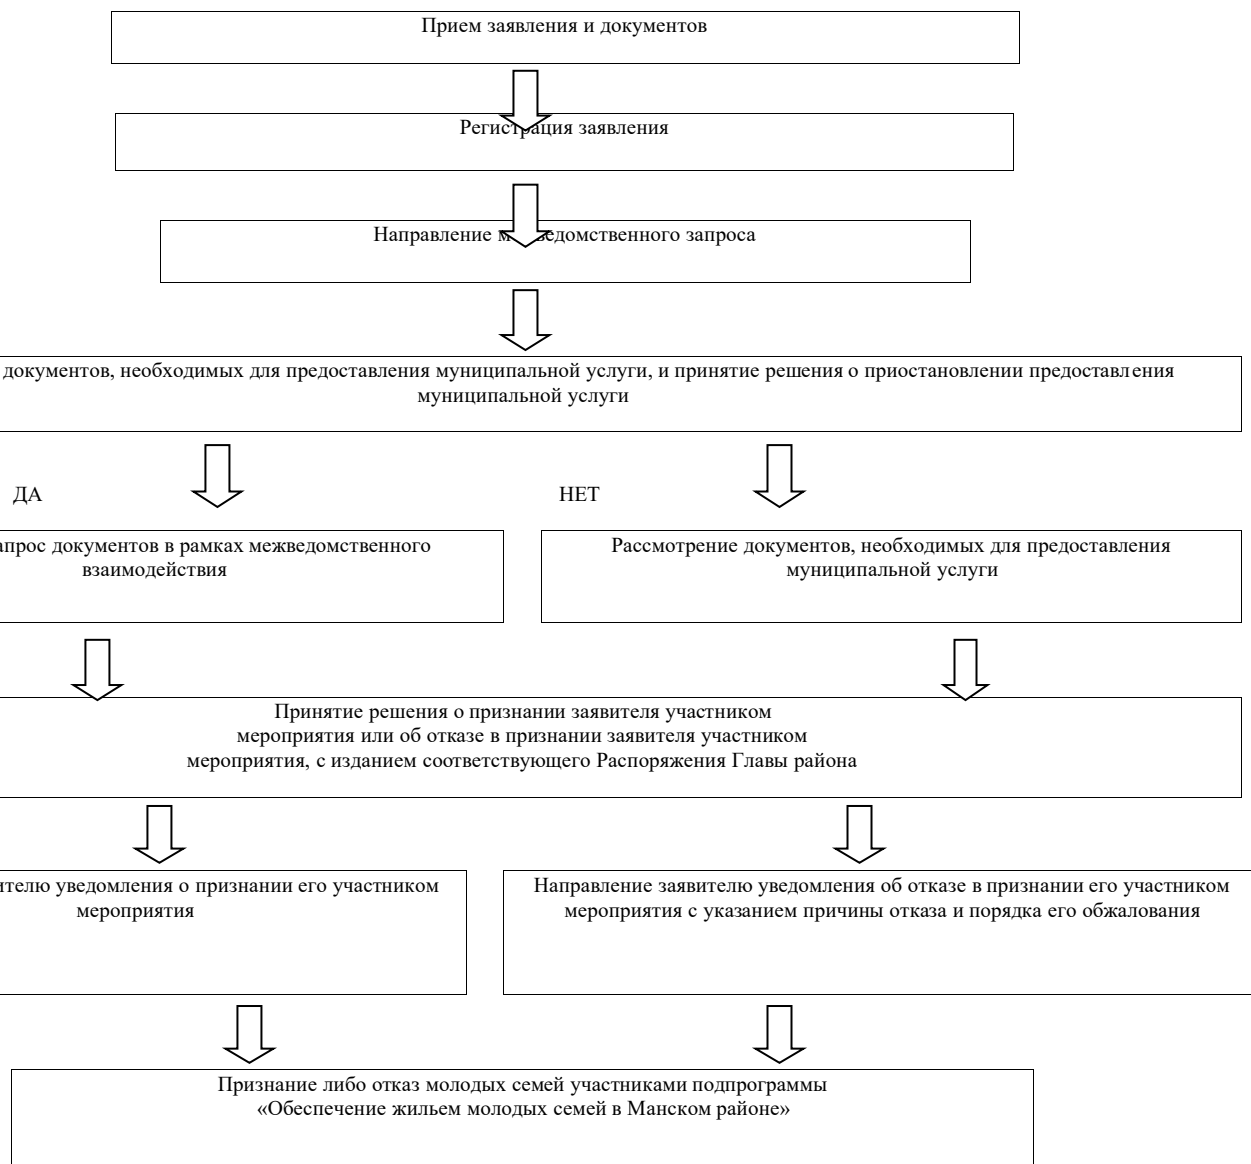 Прием заявления и документов
Регистрация заявления
Направление межведомственного запроса
документов, необходимых для предоставления муниципальной услуги, и принятие решения о приостановлении предоставления
муниципальной услуги
ДА
НЕТ
апрос документов в рамках межведомственного
взаимодействия
Рассмотрение документов, необходимых для предоставления
муниципальной услуги
Принятие решения о признании заявителя участником
мероприятия или об отказе в признании заявителя участником
мероприятия, с изданием соответствующего Распоряжения Главы района
ителю уведомления о признании его участником
мероприятия
Направление заявителю уведомления об отказе в признании его участником
мероприятия с указанием причины отказа и порядка его обжалования
Признание либо отказ молодых семей участниками подпрограммы
«Обеспечение жильем молодых семей в Манском районе»